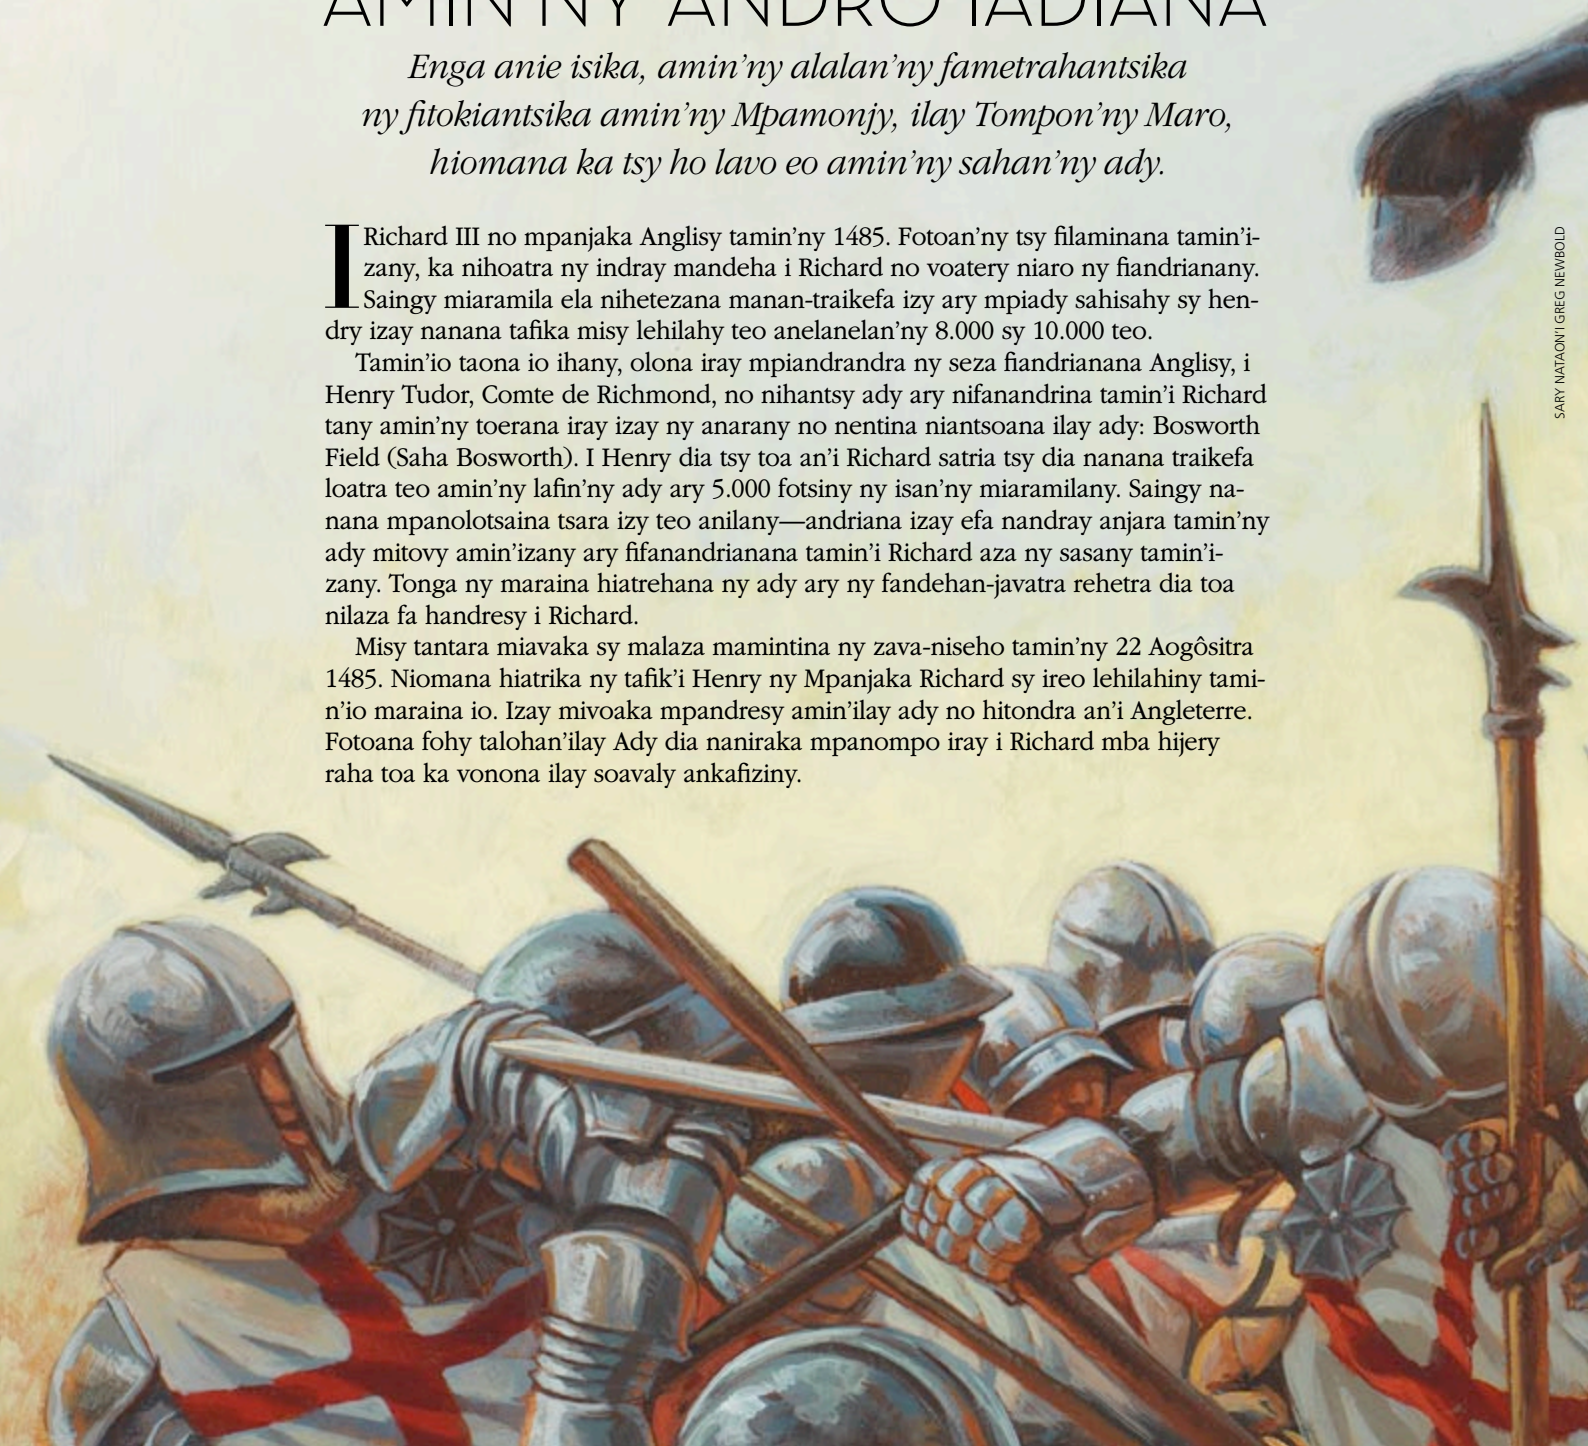 AMIN'NY ANDRO IADIANA
Enga anie isika, amin'ny alalan'ny fametrahantsika
ny fitokiantsika amin'ny Mpamonjy, ilay Tompon'ny Maro,
hiomana ka tsy ho lavo eo amin'ny sahan'ny ady.
I Richard III no mpanjaka Anglisy tamin'ny 1485. Fotoan'ny tsy filaminana tamin'i-
zany, ka nihoatra ny indray mandeha i Richard no voatery niaro ny fiandrianany.
Saingy miaramila ela nihetezana manan-traikefa izy ary mpiady sahisahy sy hen-
dry izay nanana tafika misy lehilahy teo anelanelan'ny 8.000 sy 10.000 teo.
Tamin'io taona io ihany, olona iray mpiandrandra ny seza fiandrianana Anglisy, i
Henry Tudor, Comte de Richmond, no nihantsy ady ary nifanandrina tamin'i Richard
tany amin'ny toerana iray izay ny anarany no nentina niantsoana ilay ady: Bosworth
Field (Saha Bosworth). I Henry dia tsy toa an'i Richard satria tsy dia nanana traikefa
loatra teo amin'ny lafin'ny ady ary 5.000 fotsiny ny isan'ny miaramilany. Saingy na-
nana mpanolotsaina tsara izy teo anilany—andriana izay efa nandray anjara tamin'ny
ady mitovy amin'izany ary fifanandrianana tamin'i Richard aza ny sasany tamin'i-
zany. Tonga ny maraina hiatrehana ny ady ary ny fandehan-javatra rehetra dia toa
nilaza fa handresy i Richard.
Misy tantara miavaka sy malaza mamintina ny zava-niseho tamin'ny 22 Aogôsitra
1485. Niomana hiatrika ny tafik'i Henry ny Mpanjaka Richard sy ireo lehilahiny tami-
n'io maraina io. Izay mivoaka mpandresy amin'ilay ady no hitondra an'i Angleterre.
Fotoana fohy talohan'ilay Ady dia naniraka mpanompo iray i Richard mba hijery
raha toa ka vonona ilay soavaly ankafiziny.
SARY NATAON'I GREG NEWBOLD